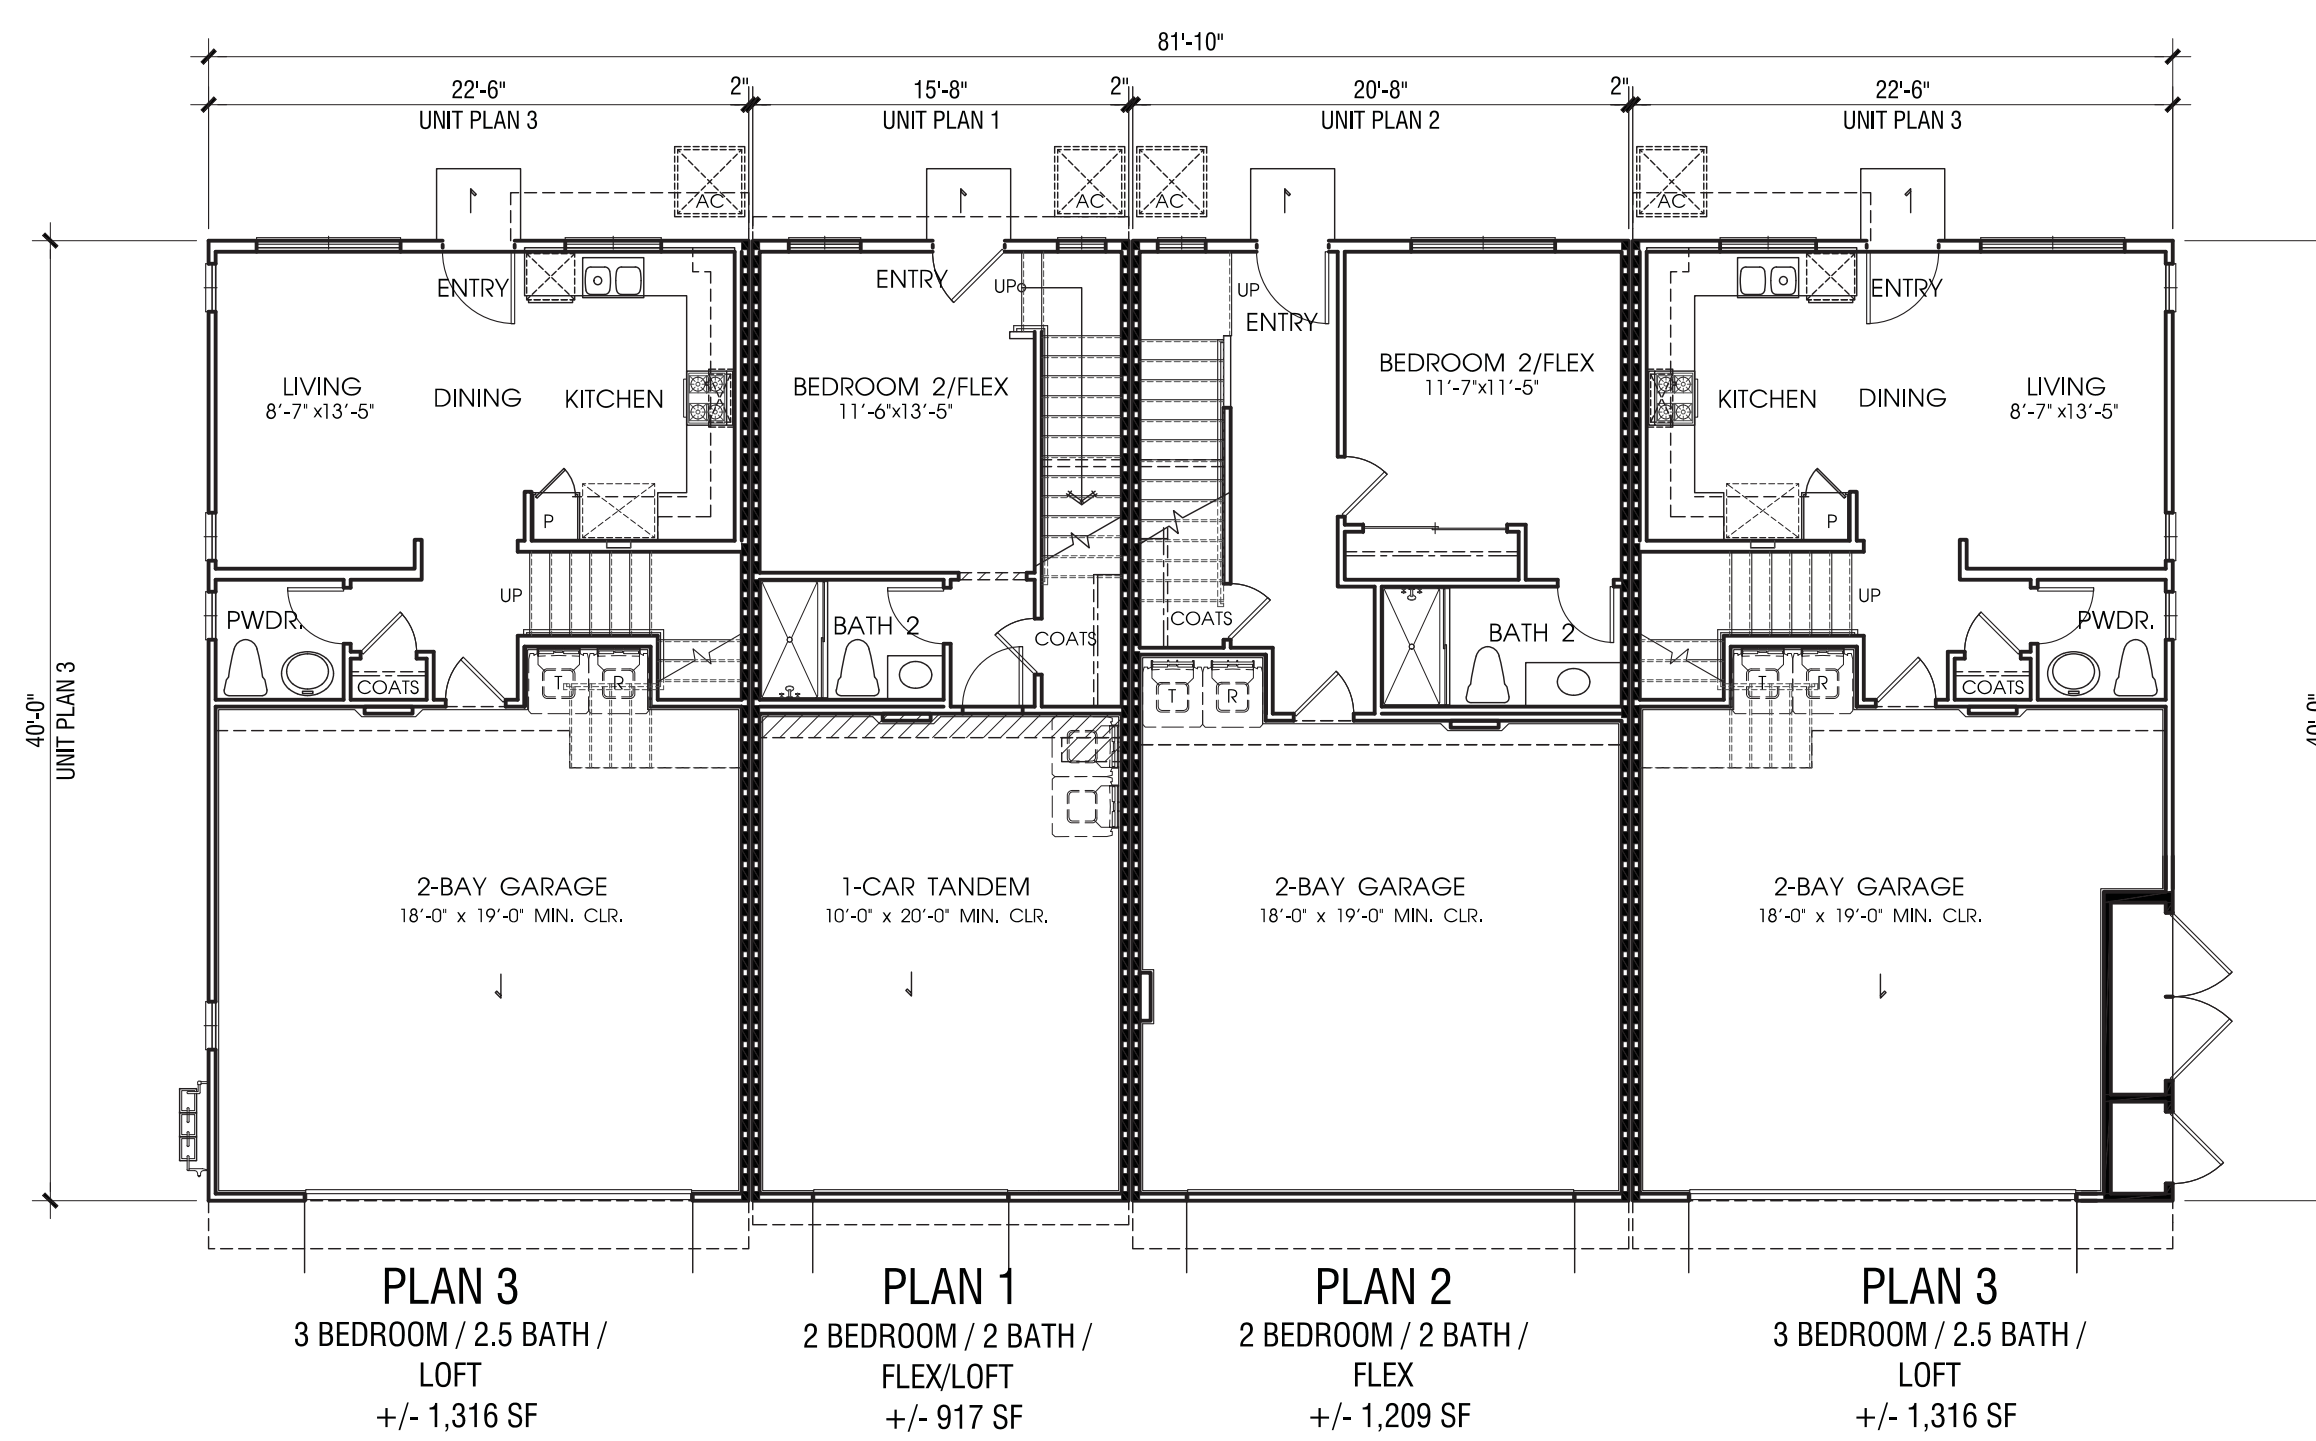 81'-10"
22'-6"
2"
15'-8"
2"
20'-8"
2"
22'-6"
UNIT PLAN 3
UNIT PLAN 1
UNIT PLAN 2
UNIT PLAN 3
AC
AC
AC
AC
ENTRY
ENTRY
UP
UP
ENTRY
ENTRY
LIVING
8'-7" x13'-5"
DINING
KITCHEN
BEDROOM 2/FLEX
11'-6"x13'-5"
BEDROOM 2/FLEX
11'-7"x11'-5"
KITCHEN
DINING
LIVING
8'-7" x13'-5"
P
P
UP
UP
PWDR.
BATH 2
COATS
COATS
BATH 2
PWDR.
COATS
T
R
T
R
T
R
COATS
40'-0"
UNIT PLAN 3
40'-0"
2-BAY GARAGE
18'-0" x 19'-0" MIN. CLR.
1-CAR TANDEM
10'-0" x 20'-0" MIN. CLR.
2-BAY GARAGE
18'-0" x 19'-0" MIN. CLR.
2-BAY GARAGE
18'-0" x 19'-0" MIN. CLR.
PLAN 3
3 BEDROOM / 2.5 BATH /
LOFT
+/- 1,316 SF
PLAN 1
2 BEDROOM / 2 BATH /
FLEX/LOFT
+/- 917 SF
PLAN 2
2 BEDROOM / 2 BATH /
FLEX
+/- 1,209 SF
PLAN 3
3 BEDROOM / 2.5 BATH /
LOFT
+/- 1,316 SF